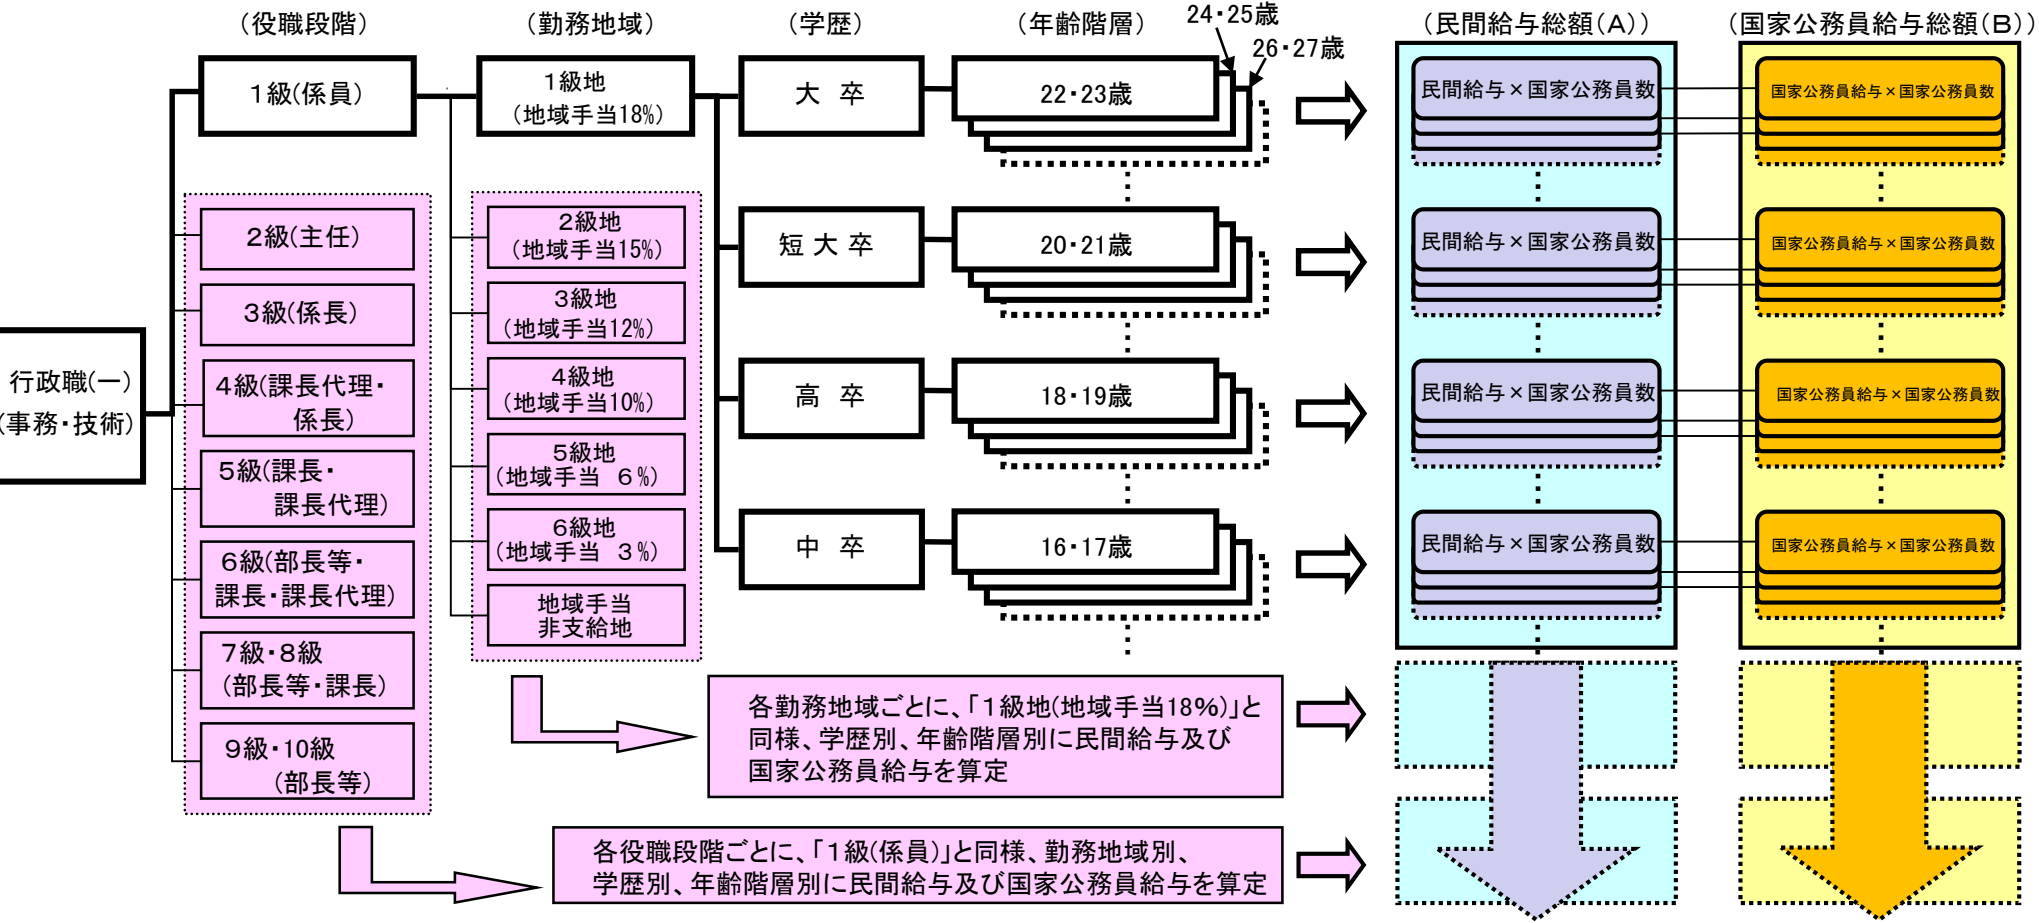 (役職段階)
(勤務地域)
(学歴)
(年齢階層)
24・25歳
26・27歳
(民間給与総額(A))
(国家公務員給与総額(B))
行政職(一)
(事務・技術)
1級(係員)
2級(主任)
3級(係長)
4級(課長代理・
係長)
5級(課長・
課長代理)
6級(部長等・
課長・課長代理)
7級・8級
(部長等・課長)
9級・10級
(部長等)
1級地
(地域手当18%)
2級地
(地域手当15%)
3級地
(地域手当12%)
4級地
(地域手当10%)
5級地
(地域手当 6%)
6級地
(地域手当 3%)
地域手当
非支給地
大 卒
22・23歳
民間給与×国家公務員数
国家公務員給与×国家公務員数
短 大 卒
20・21歳
民間給与×国家公務員数
国家公務員給与×国家公務員数
高 卒
18・19歳
民間給与×国家公務員数
国家公務員給与×国家公務員数
中 卒
16・17歳
民間給与×国家公務員数
国家公務員給与×国家公務員数
各勤務地域ごとに、「1級地(地域手当18%)」と
同様、学歴別、年齢階層別に民間給与及び
国家公務員給与を算定
各役職段階ごとに、「1級(係員)」と同様、勤務地域別、
学歴別、年齢階層別に民間給与及び国家公務員給与を算定